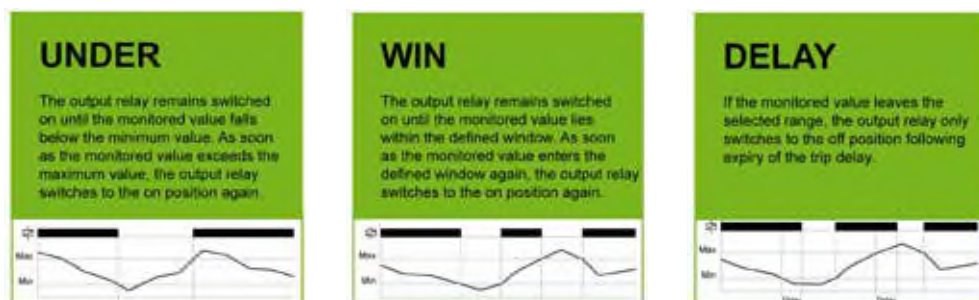 UNDER
The output relay remains switched
on until the monitored value falls
below the minimum value. As soon
as the monitored value exceeds the
maximum value, the output relay
switches to the on position again.
Max
Min
WIN
The output relay remains switched
on until the monitored value lies
within the defined window. As soon
as the monitored value enters the
defined window again, the output relay
switches to the on position again.
Max
Min
DELAY
If the monitored value leaves the
selected range, the output relay only
switches to the off position following
expiry of the trip delay.
Max
Min